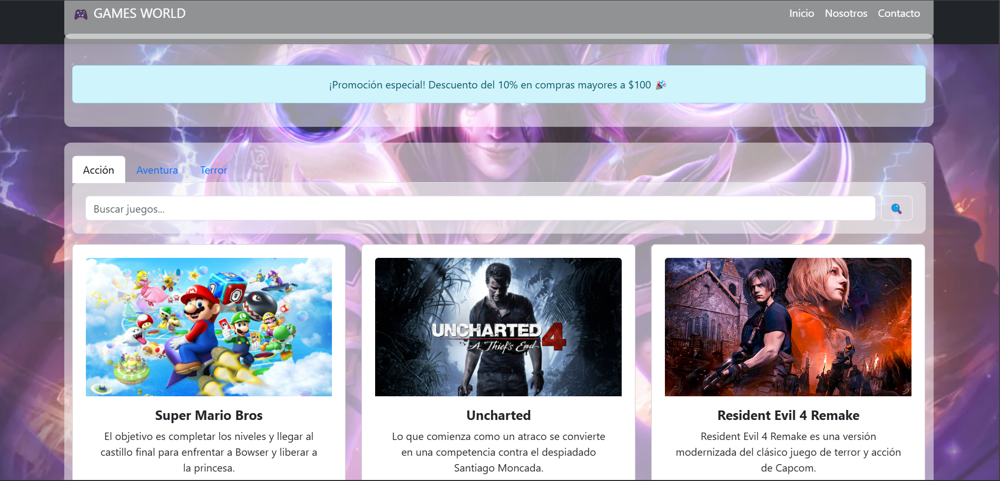 GAMES WORLD
Inicio Nosotros Contacto
¡Promoción especial! Descuento del 10% en compras mayores a $100 🎉
Acción Aventura Terror
Buscar juegos...
UNCHARTED 4
A Thief's End
Super Mario Bros
El objetivo es completar los niveles y llegar al
castillo final para enfrentar a Bowser y liberar a
la princesa.
Uncharted
Lo que comienza como un atraco se convierte
en una competencia contra el despiadado
Santiago Moncada.
Resident Evil 4 Remake
Resident Evil 4 Remake es una versión
modernizada del clásico juego de terror y acción
de Capcom.